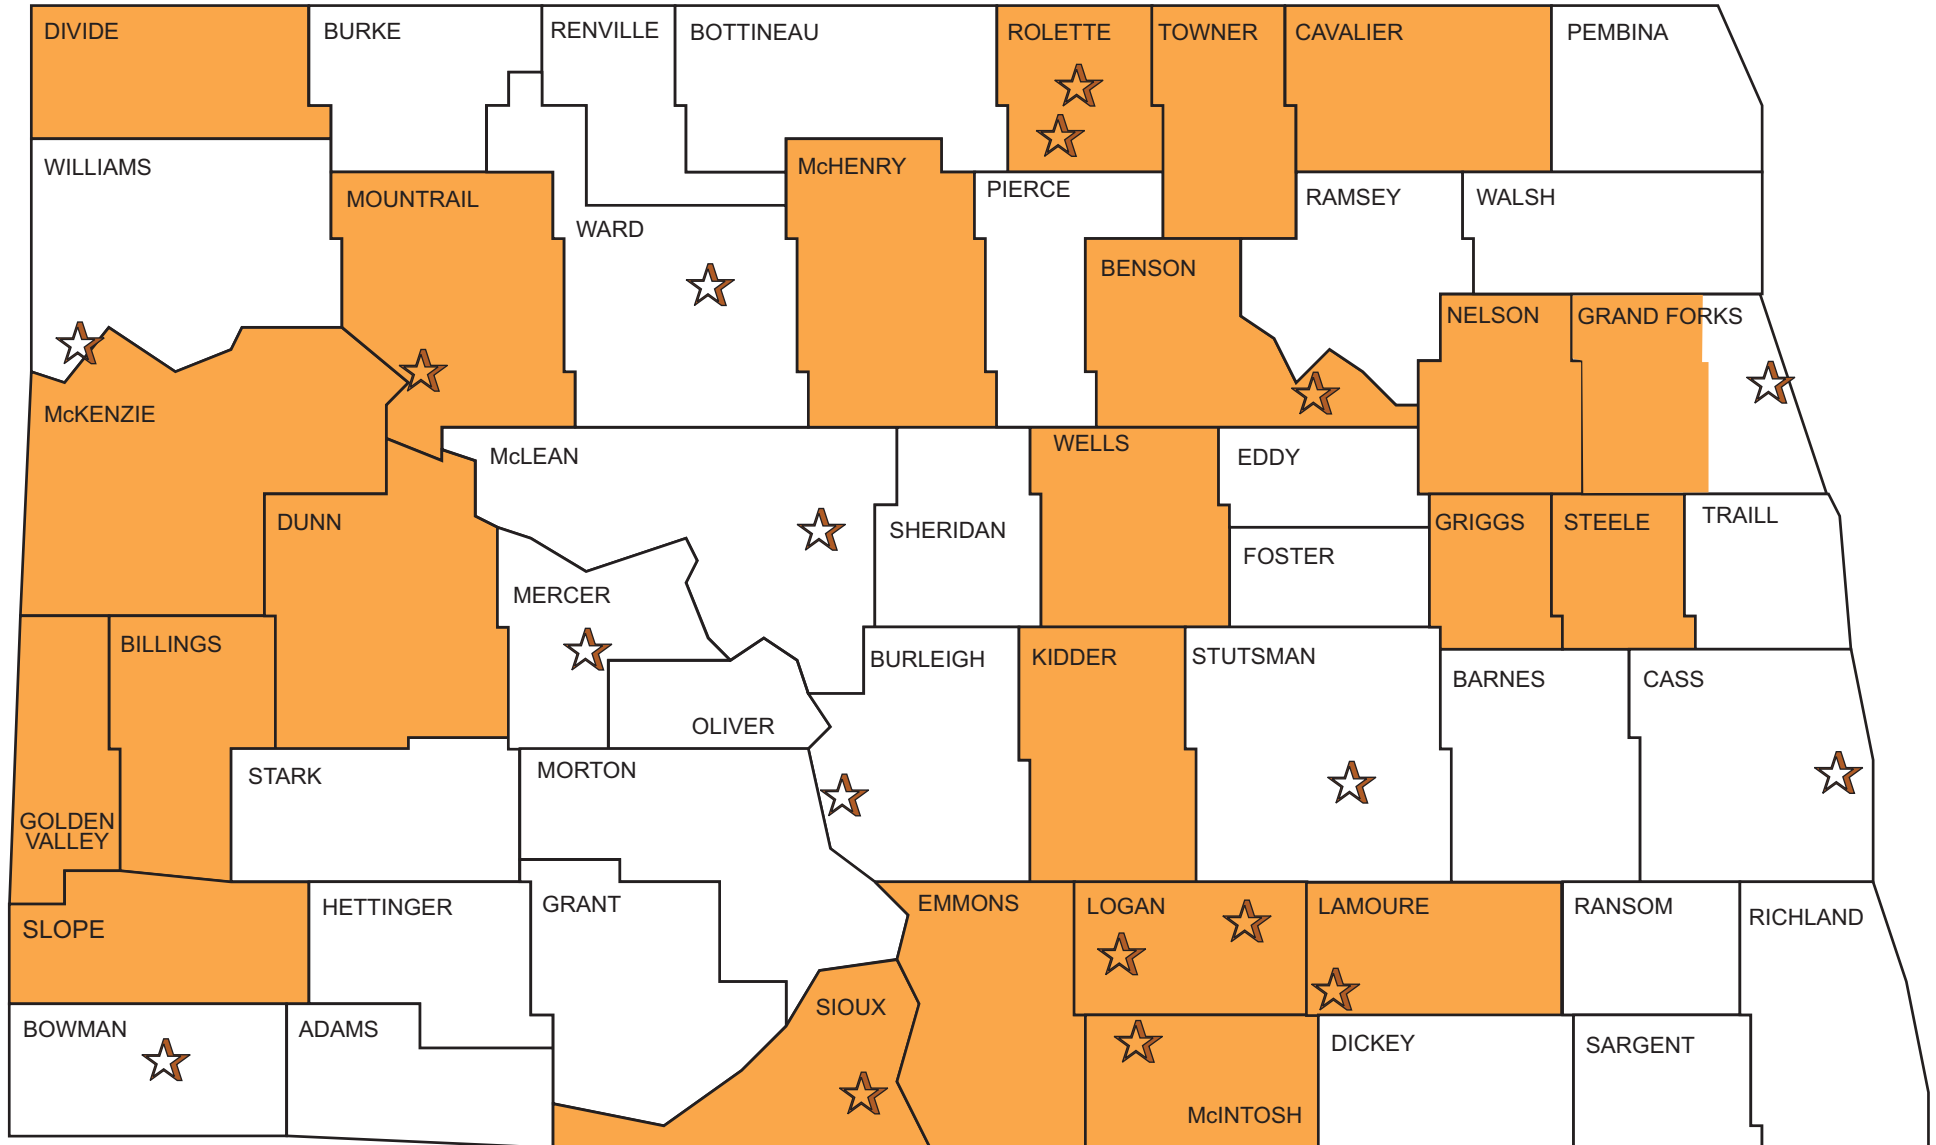 DIVIDE
BURKE
RENVILLE
BOTTINEAU
ROLETTE
TOWNER
CAVALIER
PEMBINA
WILLIAMS
MOUNTRAIL
WARD
McHENRY
PIERCE
RAMSEY
WALSH
BENSON
NELSON
GRAND FORKS
McKENZIE
McLEAN
WELLS
EDDY
DUNN
SHERIDAN
GRIGGS
STEELE
TRAILL
FOSTER
MERCER
BILLINGS
BURLEIGH
KIDDER
STUTSMAN
BARNES
CASS
OLIVER
STARK
MORTON
GOLDEN
VALLEY
SLOPE
HETTINGER
GRANT
EMMONS
LOGAN
LAMOURE
RANSOM
RICHLAND
SIOUX
BOWMAN
ADAMS
DICKEY
SARGENT
McINTOSH